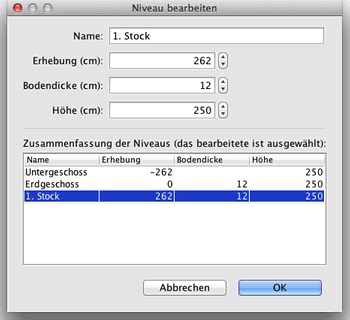 Niveau bearbeiten
Name: 1. Stock
Erhebung (cm): 262
Bodendicke (cm): 12
Höhe (cm): 250
Zusammenfassung der Niveaus (das bearbeitete ist ausgewählt):
Name Erhebung Bodendicke Höhe
Untergeschoss -262 250
Erdgeschoss 0 12 250
1. Stock 262 12 250
Abbrechen OK